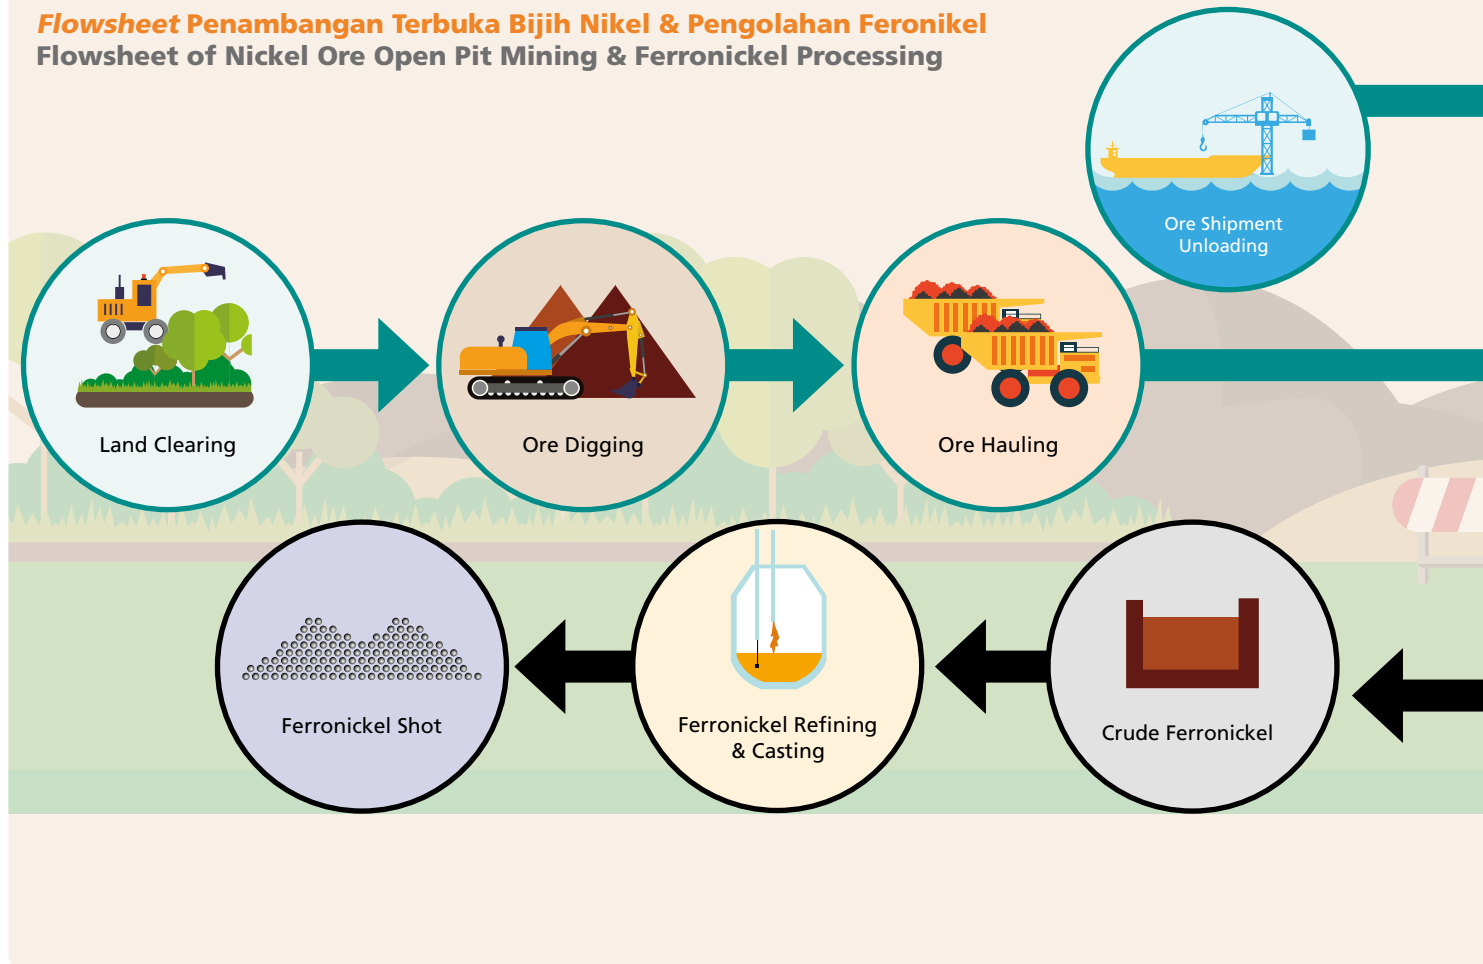 Flowsheet Penambangan Terbuka Bijih Nikel & Pengolahan Feronikel
Flowsheet of Nickel Ore Open Pit Mining & Ferronickel Processing
Ore Shipment
Unloading
Land Clearing
Ore Digging
Ore Hauling
Ferronickel Shot
Ferronickel Refining
& Casting
Crude Ferronickel